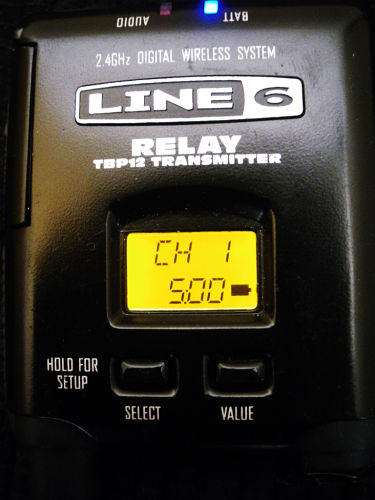 AUDIO BATT
2.4GHz DIGITAL WIRELESS SYSTEM
LINE 6
RELAY
TBP12 TRANSMITTER
CH 1
5.00
HOLD FOR
SETUP
SELECT VALUE